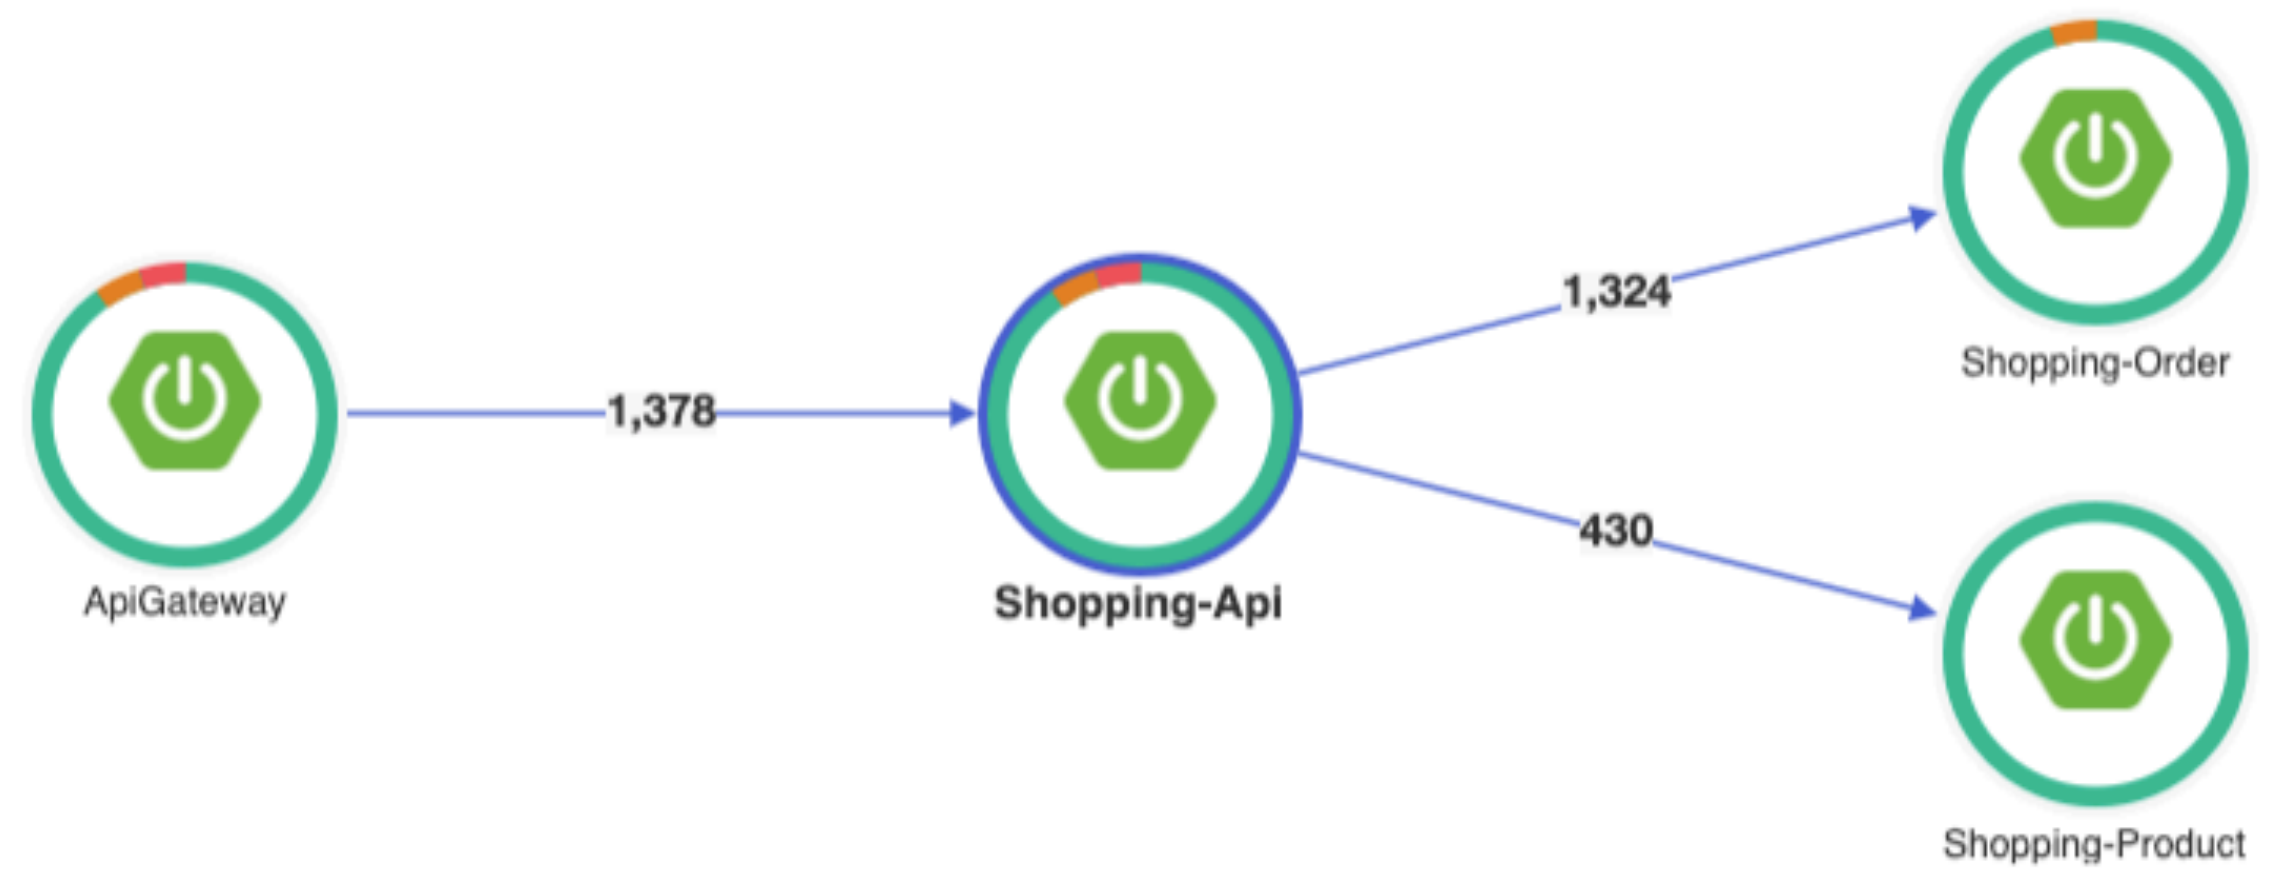 1,324
Shopping-Order
1,378
ApiGateway
Shopping-Api
430
Shopping-Product